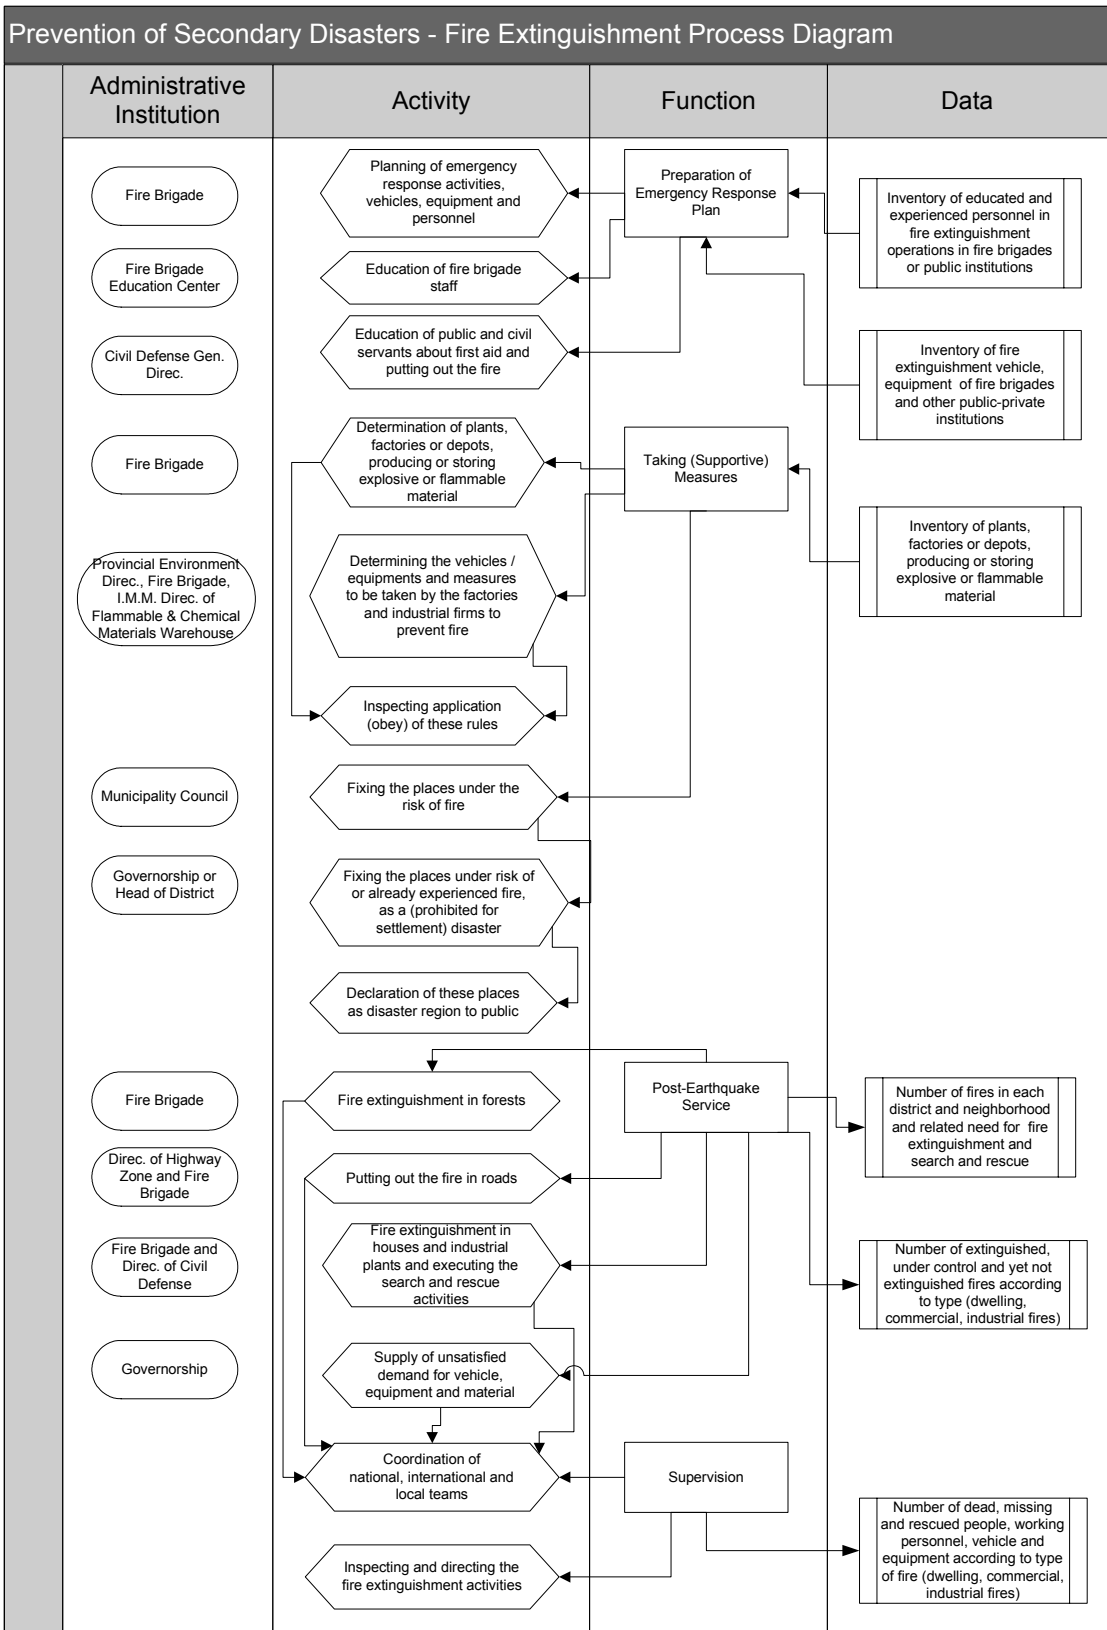 Prevention of Secondary Disasters - Fire Extinguishment Process Diagram
Administrative
Institution
Activity
Function
Data
Fire Brigade
Planning of emergency
response activities,
vehicles, equipment and
personnel
Preparation of
Emergency Response
Plan
Inventory of educated and
experienced personnel in
fire extinguishment
operations in fire brigades
or public institutions
Fire Brigade
Education Center
Education of fire brigade
staff
Civil Defense Gen.
Direc.
Education of public and civil
servants about first aid and
putting out the fire
Inventory of fire
extinguishment vehicle,
equipment of fire brigades
and other public-private
institutions
Fire Brigade
Determination of plants,
factories or depots,
producing or storing
explosive or flammable
material
Taking (Supportive)
Measures
Inventory of plants,
factories or depots,
producing or storing
explosive or flammable
material
Provincial Environment
Direc., Fire Brigade,
I.M.M. Direc. of
Flammable & Chemical
Materials Warehouse
Determining the vehicles /
equipments and measures
to be taken by the factories
and industrial firms to
prevent fire
Inspecting application
(obey) of these rules
Municipality Council
Fixing the places under the
risk of fire
Governorship or
Head of District
Fixing the places under risk of
or already experienced fire,
as a (prohibited for
settlement) disaster
Declaration of these places
as disaster region to public
Fire Brigade
Fire extinguishment in forests
Post-Earthquake
Service
Number of fires in each
district and neighborhood
and related need for fire
extinguishment and
search and rescue
Direc. of Highway
Zone and Fire
Brigade
Putting out the fire in roads
Fire Brigade and
Direc. of Civil
Defense
Fire extinguishment in
houses and industrial
plants and executing the
search and rescue
activities
Number of extinguished,
under control and yet not
extinguished fires according
to type (dwelling,
commercial, industrial fires)
Governorship
Supply of unsatisfied
demand for vehicle,
equipment and material
Coordination of
national, international and
local teams
Supervision
Number of dead, missing
and rescued people, working
personnel, vehicle and
equipment according to type
of fire (dwelling, commercial,
industrial fires)
Inspecting and directing the
fire extinguishment activities